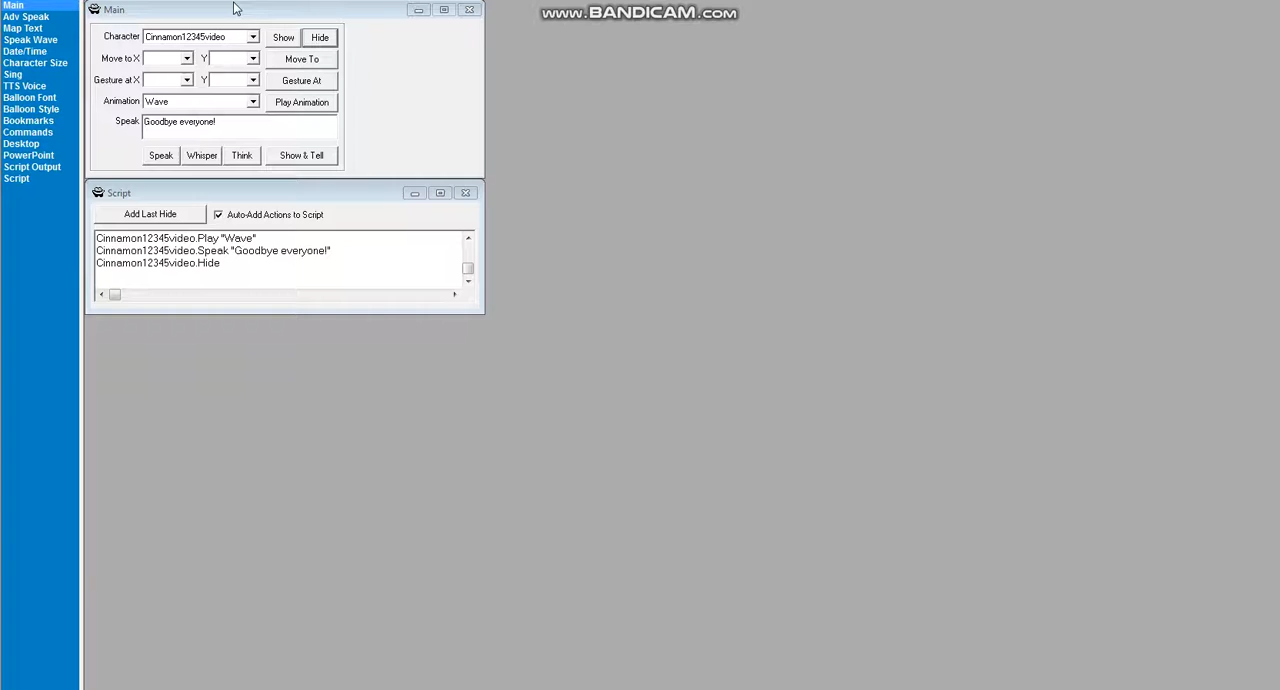 Main
Adv Speak
Map Text
Speak Wave
Date/Time
Character Size
Sing
TTS Voice
Balloon Font
Balloon Style
Bookmarks
Commands
Desktop
PowerPoint
Script Output
Script
Main
www.BANDICAM.com
Character Cinnamon12345video Show Hide
Move to X Y Move To
Gesture at X Y Gesture At
Animation Wave Play Animation
Speak Goodbye everyone!
Speak Whisper Think Show & Tell
Script
Add Last Hide Auto-Add Actions to Script
Cinnamon12345video.Play "Wave"
Cinnamon12345video.Speak "Goodbye everyone!"
Cinnamon12345video.Hide